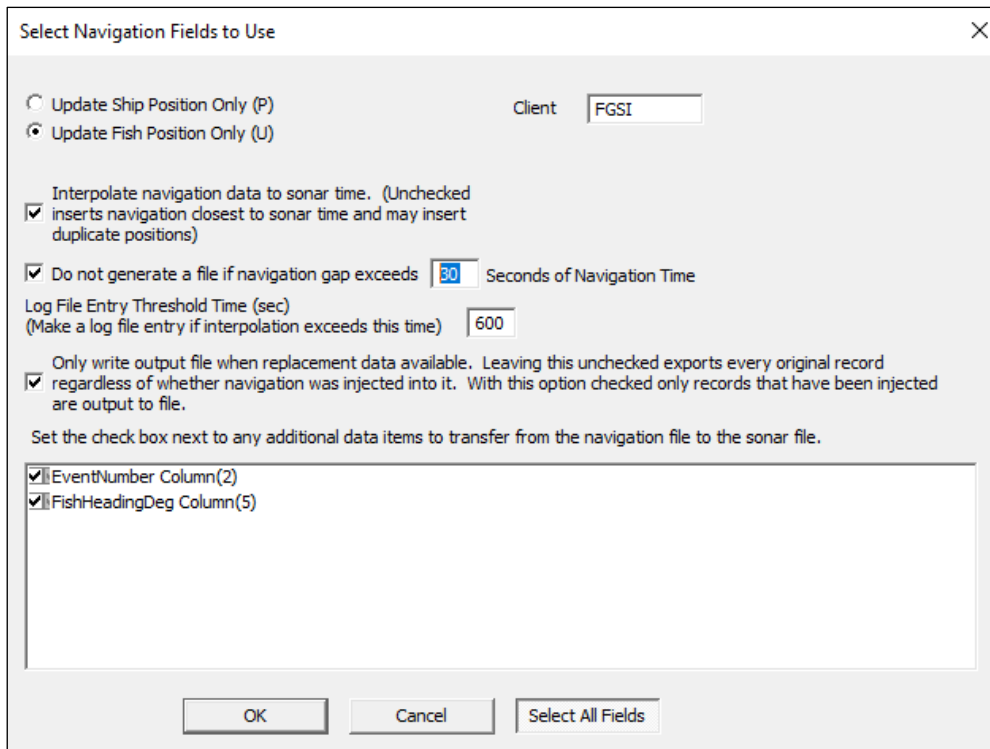 Select Navigation Fields to Use
Update Ship Position Only (P)
Client FGSI
Update Fish Position Only (U)
Interpolate navigation data to sonar time. (Unchecked
inserts navigation closest to sonar time and may insert
duplicate positions)
Do not generate a file if navigation gap exceeds 30 Seconds of Navigation Time
Log File Entry Threshold Time (sec)
(Make a log file entry if interpolation exceeds this time) 600
Only write output file when replacement data available. Leaving this unchecked exports every original record
regardless of whether navigation was injected into it. With this option checked only records that have been injected
are output to file.
Set the check box next to any additional data items to transfer from the navigation file to the sonar file.
EventNumber Column(2)
FishHeadingDeg Column(5)
OK Cancel Select All Fields